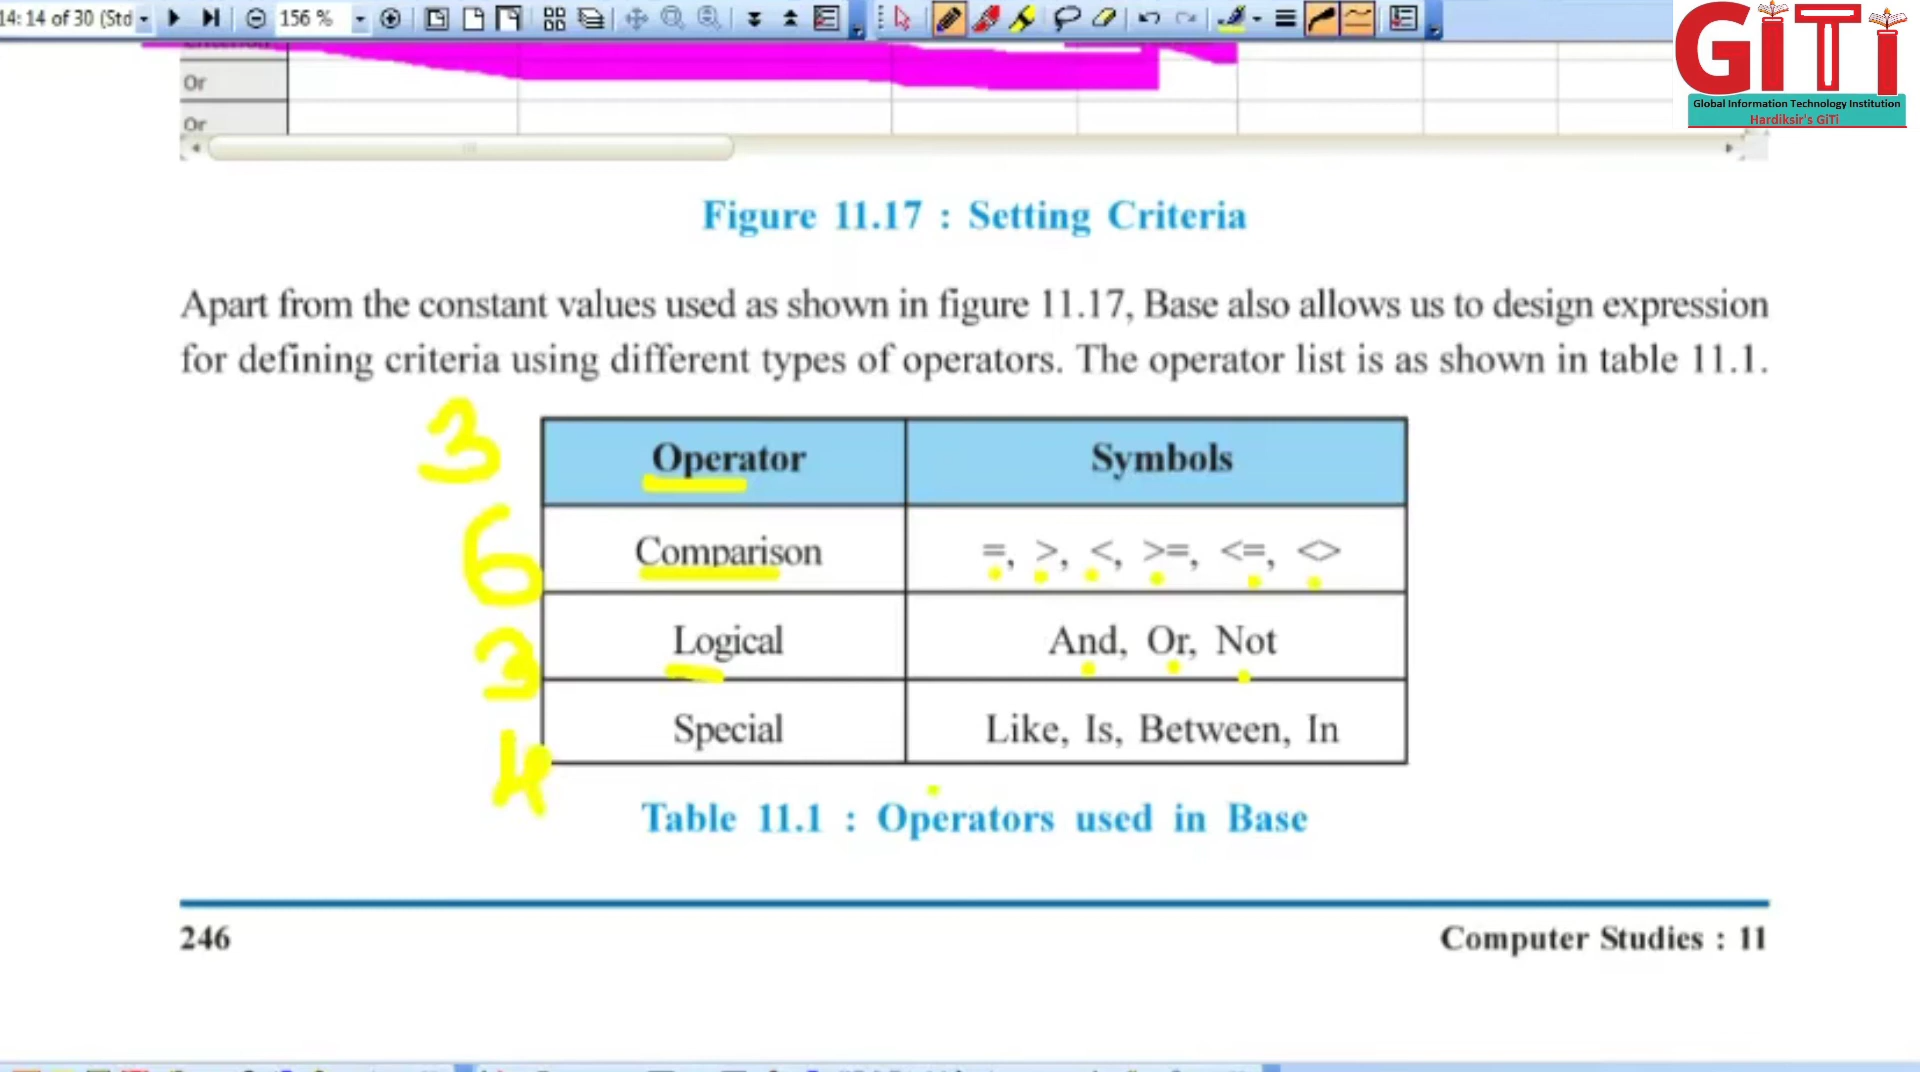 14: 14 of 30 (Std
156 %
GiTi
Global Information Technology Institution
Hardiksir's GiTi
Criterion
Or
Or
Figure 11.17 : Setting Criteria
Apart from the constant values used as shown in figure 11.17, Base also allows us to design expression
for defining criteria using different types of operators. The operator list is as shown in table 11.1.
3
Operator Symbols
6 Comparison =, >, <, >=, <=, <>
3 Logical And, Or, Not
4 Special Like, Is, Between, In
Table 11.1 : Operators used in Base
246 Computer Studies : 11